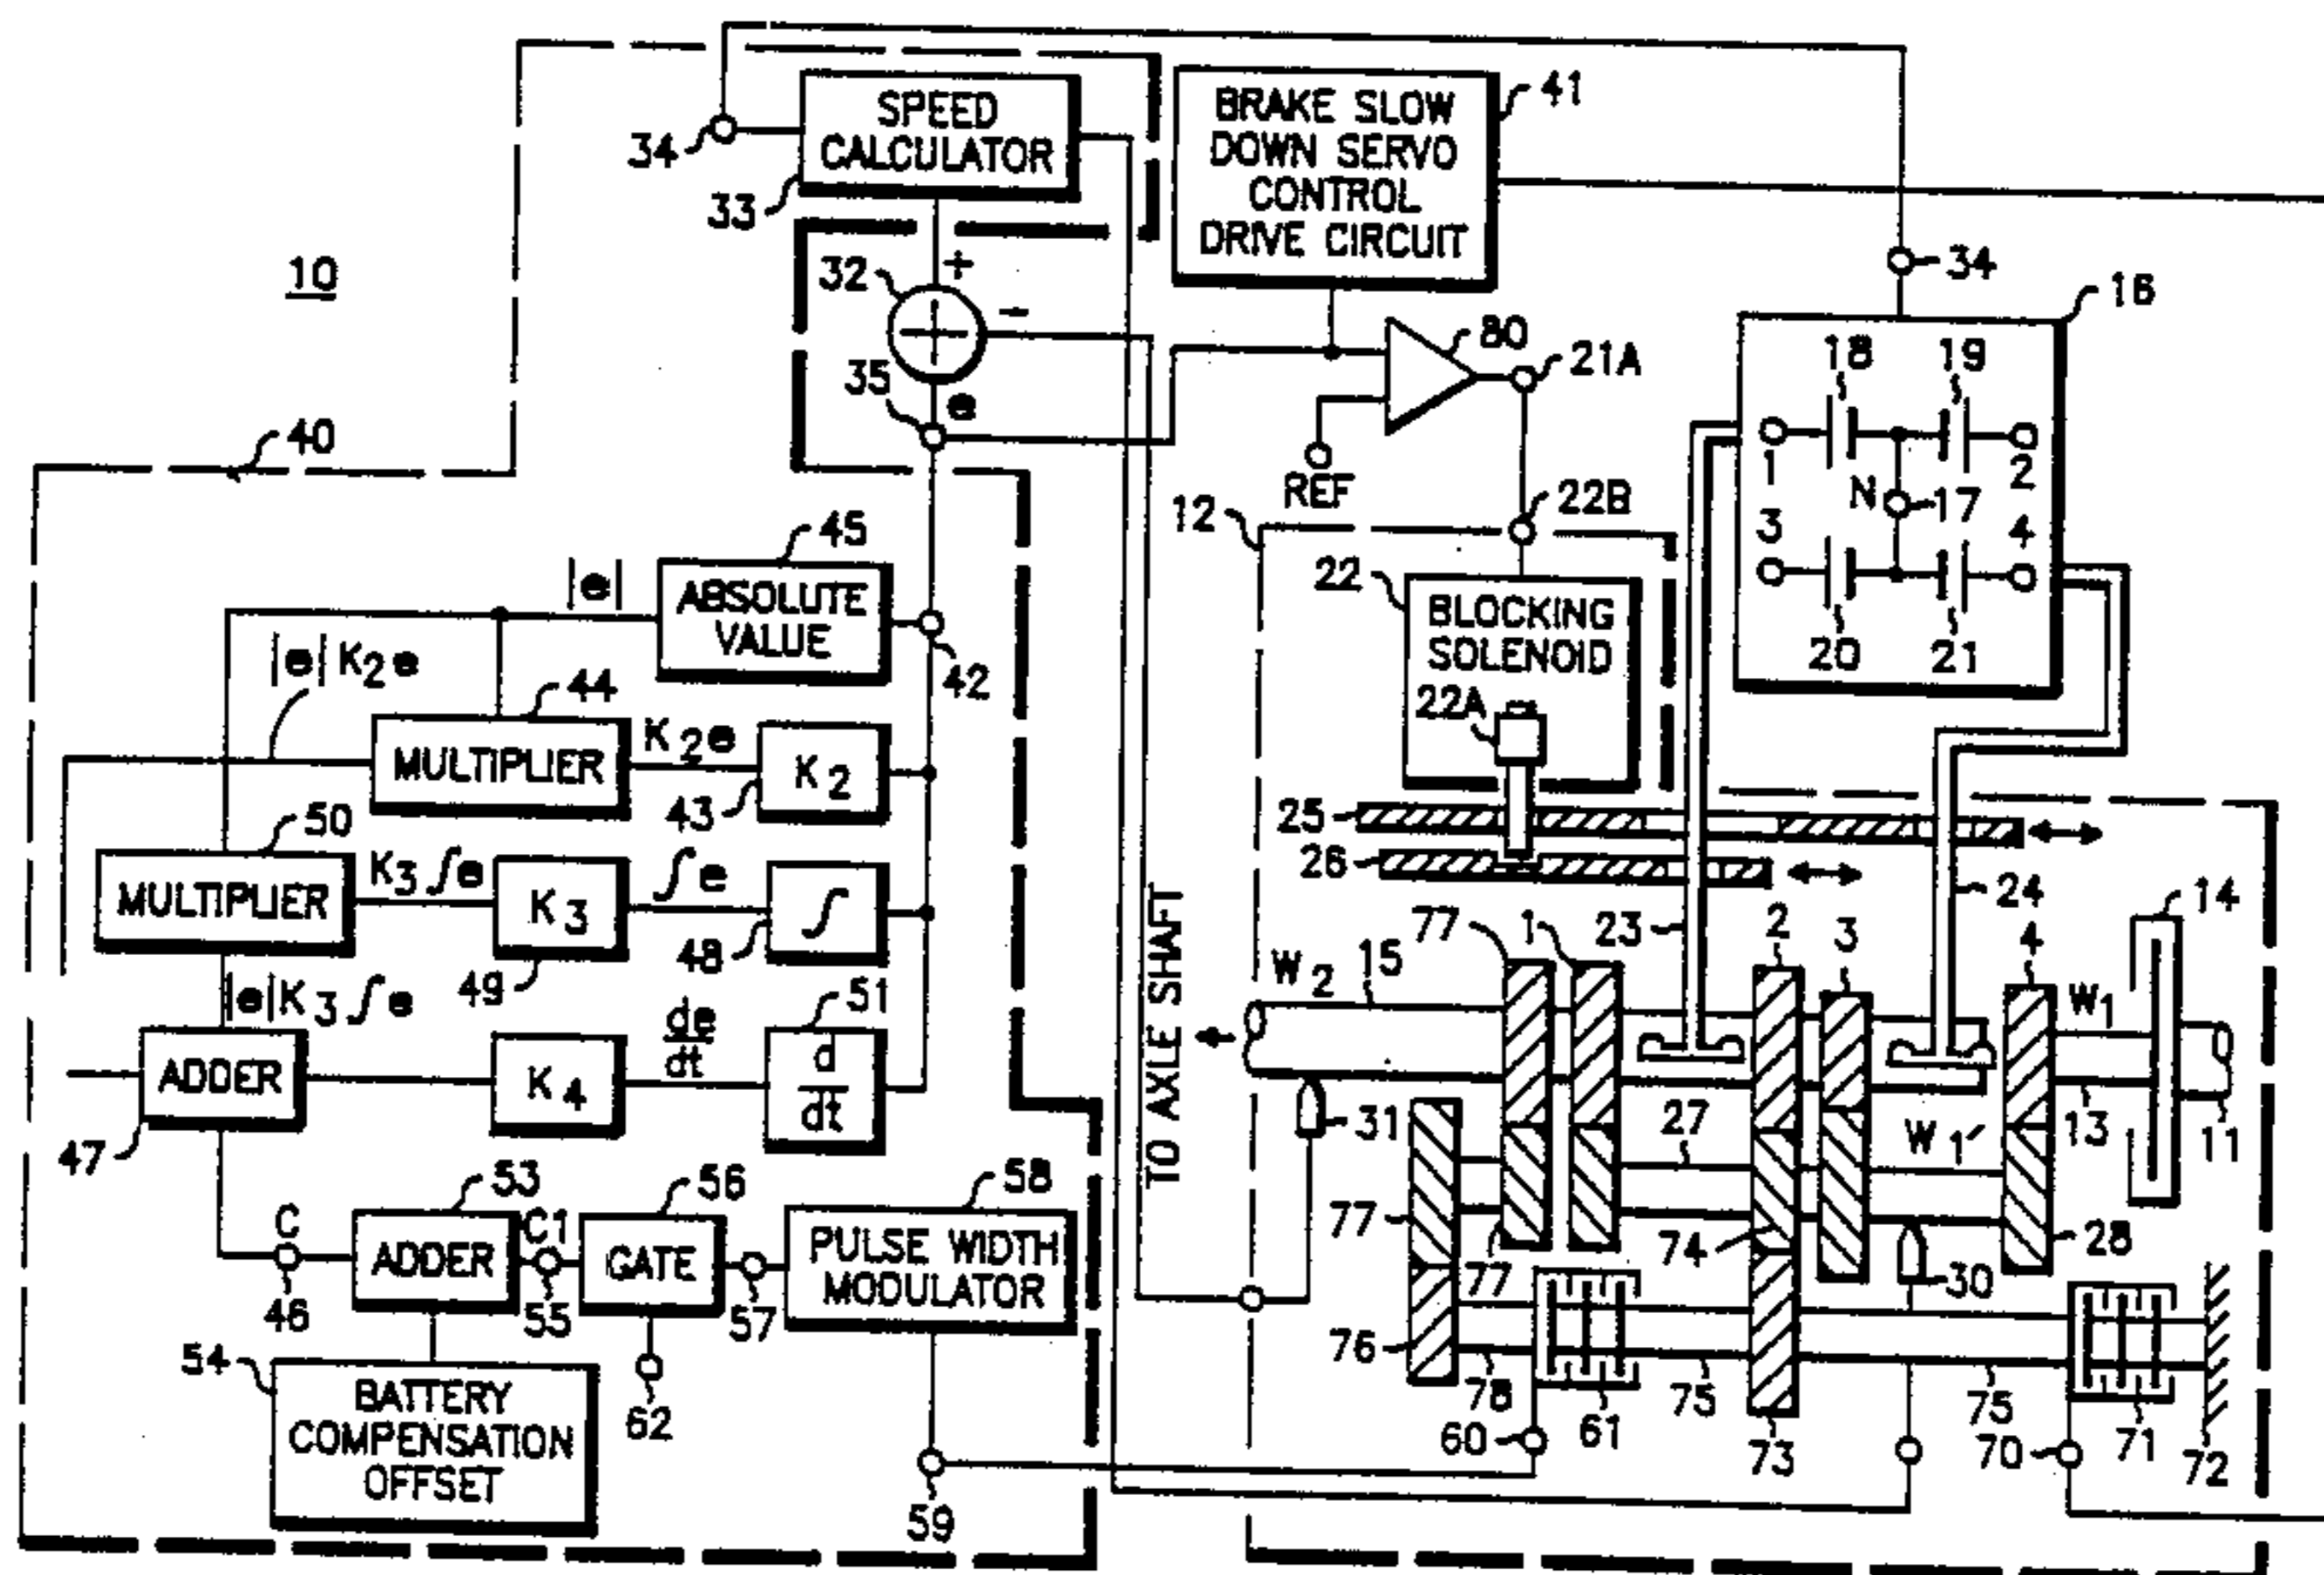 10
34
SPEED
CALCULATOR
33
BRAKE SLOW
DOWN SERVO
CONTROL
DRIVE CIRCUIT
41
34
16
32
+
-
35
e
80
21A
REF
18
19
1
2
N
17
3
4
20
21
40
12
22B
22
BLOCKING
SOLENOID
22A
45
|e|
ABSOLUTE
VALUE
42
|e| K2 e
44
MULTIPLIER
K2 e
K2
43
25
26
50
MULTIPLIER
K3 ∫e
K3
49
∫e
∫
48
|e| K3 ∫e
ADDER
47
K4
de
dt
51
d
dt
TO AXLE SHAFT
W2
15
77
1
23
2
3
24
4
14
W1
31
27
W1'
13
11
77
77
74
30
28
C
46
53
ADDER
C1
55
56
GATE
57
58
PULSE WIDTH
MODULATOR
54
BATTERY
COMPENSATION
OFFSET
62
59
76
78
60
61
75
73
75
70
71
72